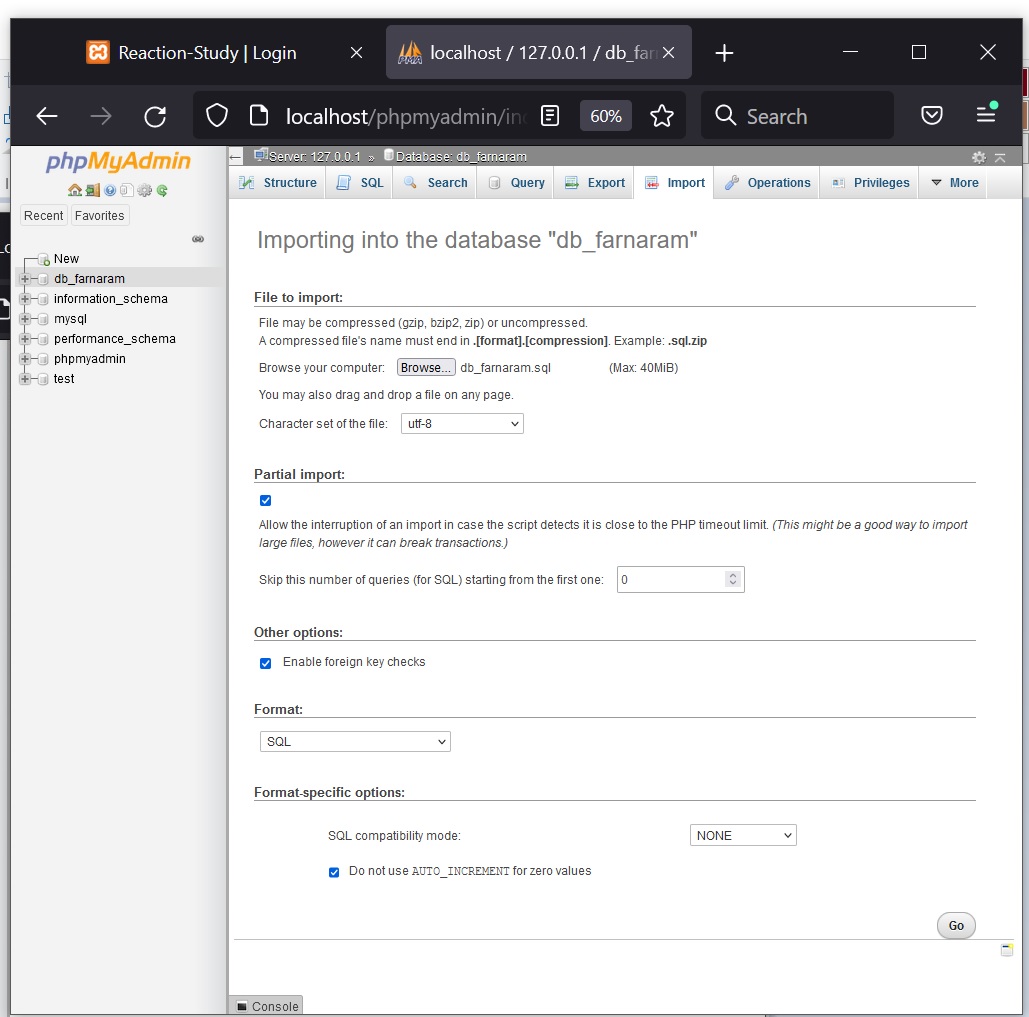 Reaction-Study | Login
localhost / 127.0.0.1 / db_far
localhost/phpmyadmin/in
60%
Search
phpMyAdmin
Recent
Favorites
New
db_farnaram
information_schema
mysql
performance_schema
phpmyadmin
test
Server: 127.0.0.1 » Database: db_farnaram
Structure
SQL
Search
Query
Export
Import
Operations
Privileges
More
Importing into the database "db_farnaram"
File to import:
File may be compressed (gzip, bzip2, zip) or uncompressed.
A compressed file's name must end in .[format].[compression]. Example: .sql.zip
Browse your computer: Browse... db_farnaram.sql (Max: 40MiB)
You may also drag and drop a file on any page.
Character set of the file: utf-8
Partial import:
Allow the interruption of an import in case the script detects it is close to the PHP timeout limit. (This might be a good way to import
large files, however it can break transactions.)
Skip this number of queries (for SQL) starting from the first one: 0
Other options:
Enable foreign key checks
Format:
SQL
Format-specific options:
SQL compatibility mode: NONE
Do not use AUTO_INCREMENT for zero values
Go
Console